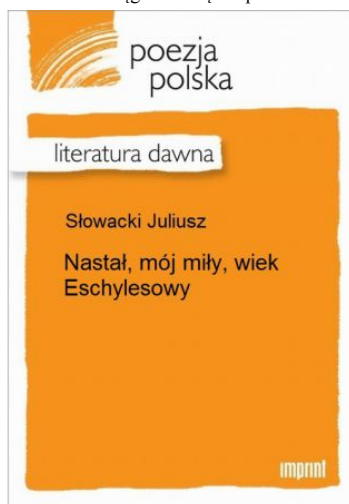 poezja
polska
literatura dawna
Słowacki Juliusz
Nastał, mój miły, wiek
Eschylesowy
imprint